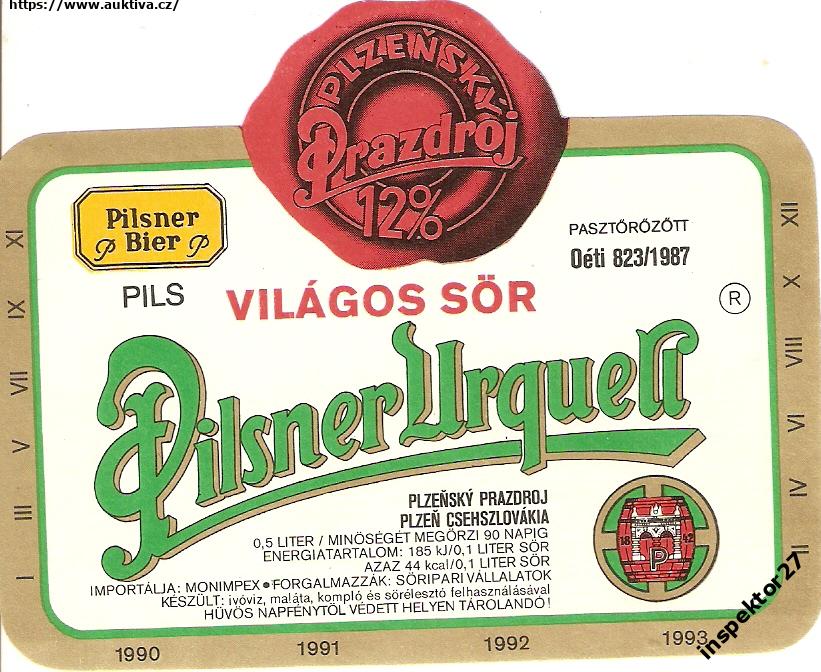 https://www.auktiva.cz/
PLZEŇSKÝ
Prazdroj
12%
Pilsner
P Bier P
PILS
PASZTŐRŐZŐTT
Oéti 823/1987
VILÁGOS SÖR
R
Pilsner Urquell
PLZEŇSKÝ PRAZDROJ
PLZEŇ CSEHSZLOVÁKIA
0,5 LITER / MINŐSÉGÉT MEGŐRZI 90 NAPIG
ENERGIATARTALOM: 185 kJ/0,1 LITER SÖR
AZAZ 44 kcal/0,1 LITER SÖR
IMPORTÁLJA: MONIMPEX ● FORGALMAZZÁK: SÖRIPARI VÁLLALATOK
KÉSZÜLT: ivóvíz, maláta, kompló és sörélesztő felhasználásával
HŰVÖS NAPFÉNYTŐL VÉDETT HELYEN TÁROLANDÓ!
18 42
P
XI
IX
VII
V
III
I
XII
X
VIII
VI
IV
II
1990
1991
1992
1993
inspektor27